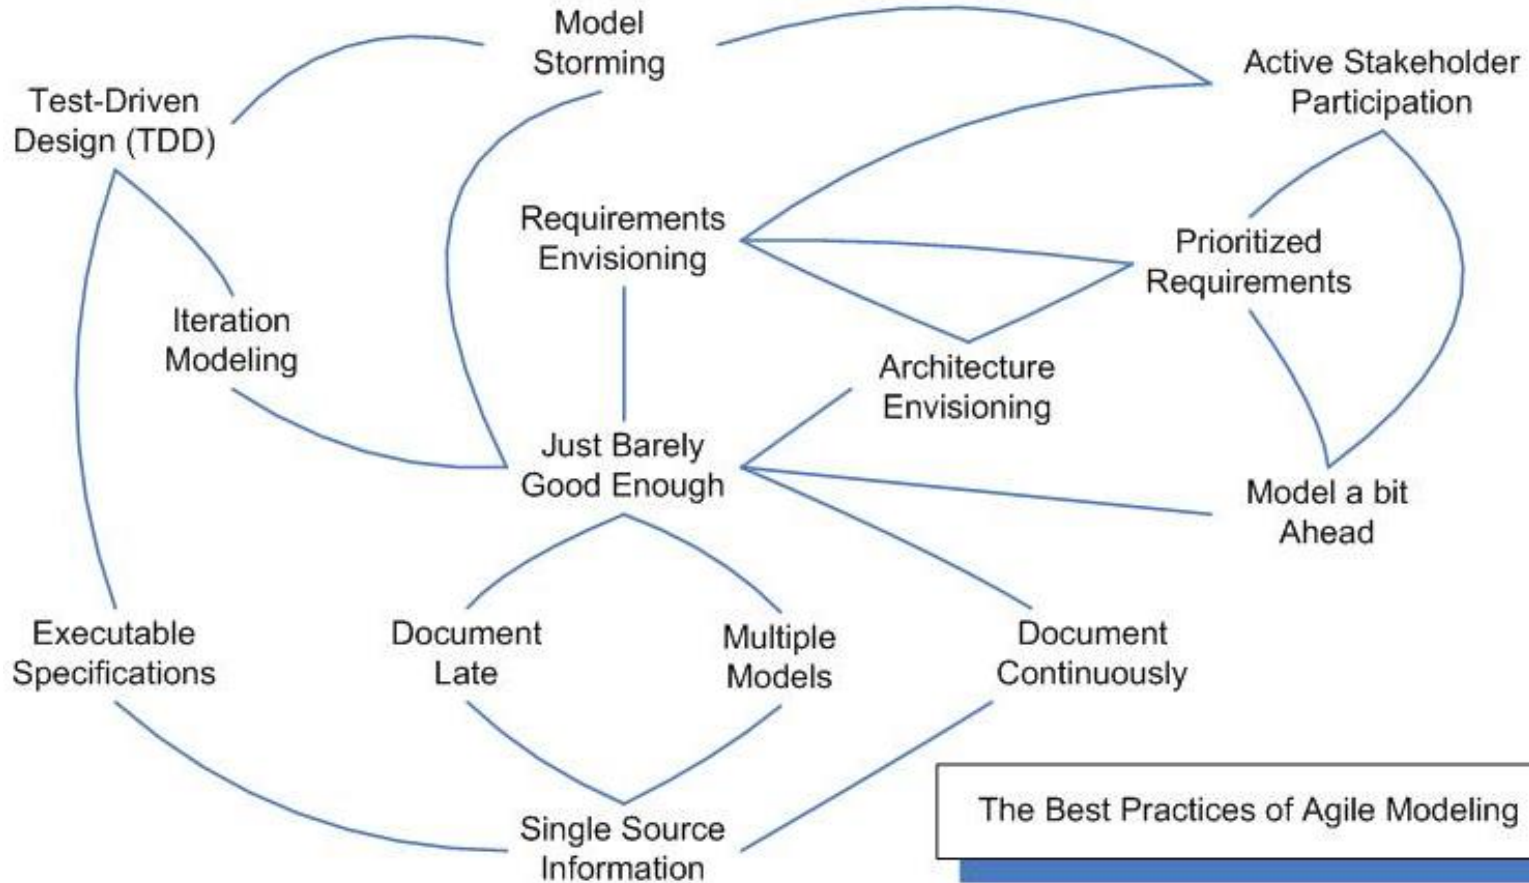 Model
Storming
Active Stakeholder
Participation
Test-Driven
Design (TDD)
Requirements
Envisioning
Prioritized
Requirements
Iteration
Modeling
Architecture
Envisioning
Just Barely
Good Enough
Model a bit
Ahead
Executable
Specifications
Document
Late
Multiple
Models
Document
Continuously
Single Source
Information
The Best Practices of Agile Modeling